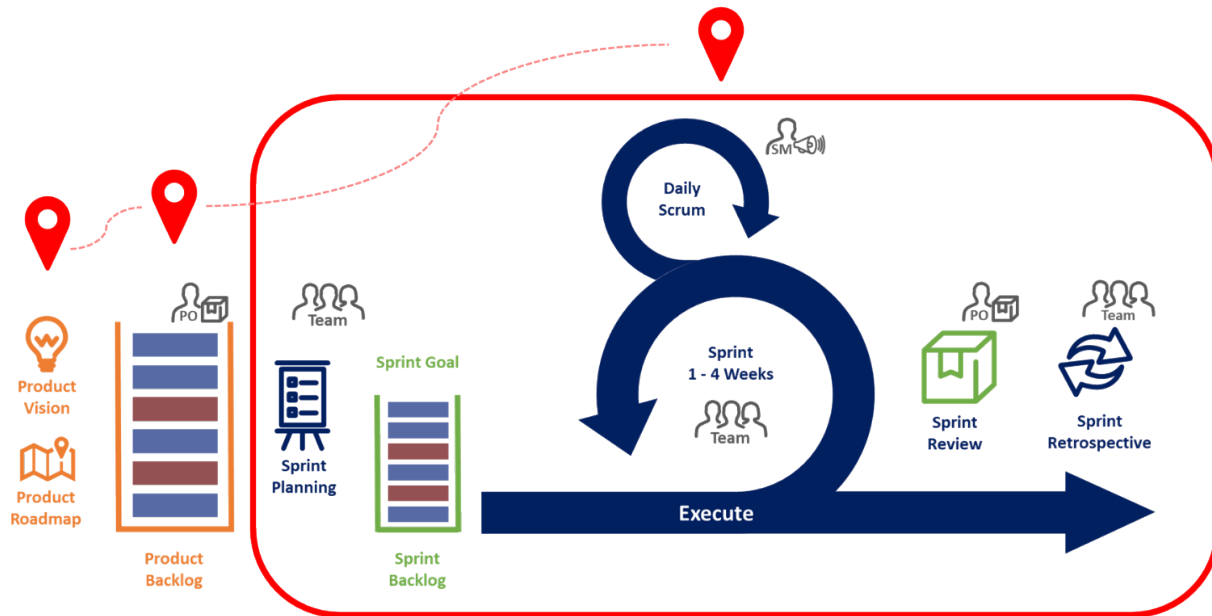 Product
Vision
Product
Roadmap
PO
Product
Backlog
Team
Sprint
Planning
Sprint Goal
Sprint
Backlog
SM
Daily
Scrum
Sprint
1 - 4 Weeks
Team
Execute
PO
Sprint
Review
Team
Sprint
Retrospective